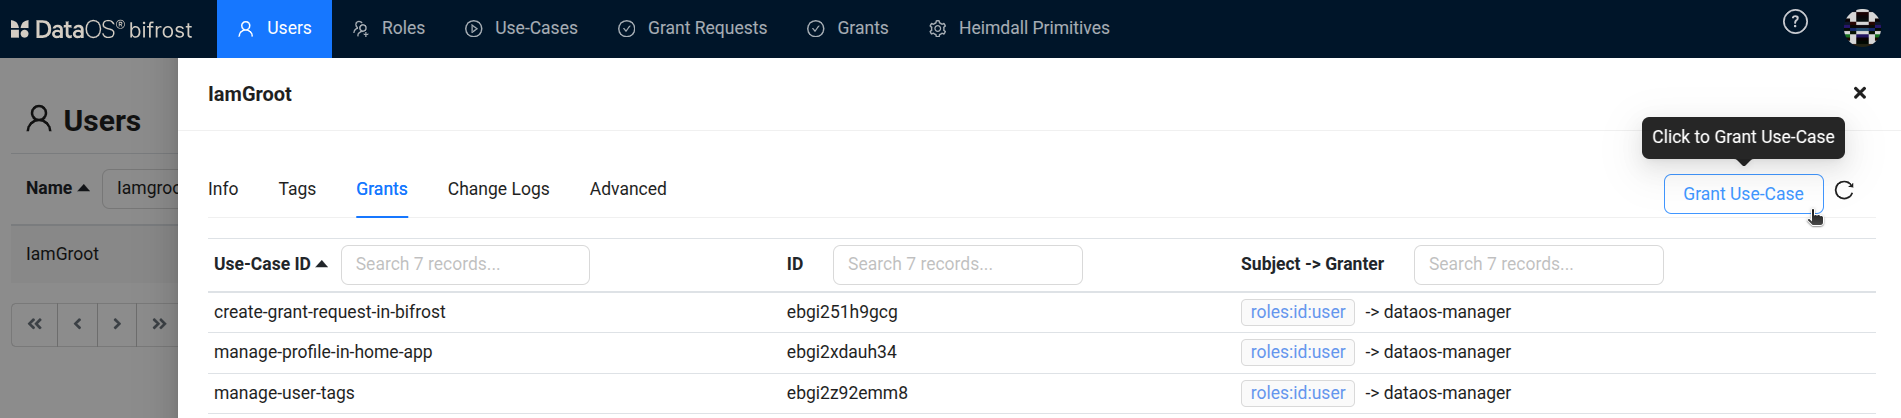 DataOS® bifrost Users Roles Use-Cases Grant Requests Grants Heimdall Primitives ?
IamGroot
Users
Click to Grant Use-Case
Name Iamgroo
Info Tags Grants Change Logs Advanced Grant Use-Case
IamGroot
Use-Case ID Search 7 records... ID Search 7 records... Subject -> Granter Search 7 records...
create-grant-request-in-bifrost ebgi251h9gcg roles:id:user -> dataos-manager
manage-profile-in-home-app ebgi2xdauh34 roles:id:user -> dataos-manager
manage-user-tags ebgi2z92emm8 roles:id:user -> dataos-manager